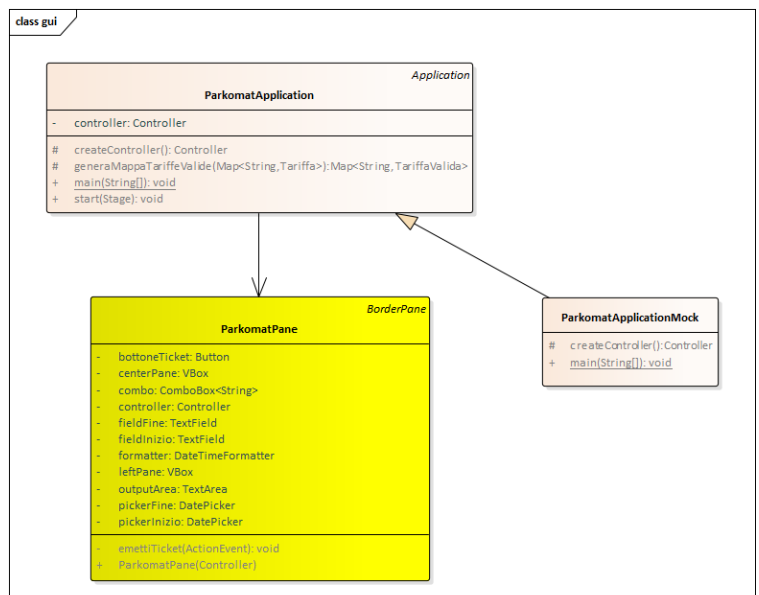 class gui
Application
ParkomatApplication
- controller: Controller
# createController(): Controller
# generaMappaTariffeValide(Map<String,Tariffa>):Map<String,TariffaValida>
+ main(String[]): void
+ start(Stage): void
BorderPane
ParkomatPane
- bottoneTicket: Button
- centerPane: VBox
- combo: ComboBox<String>
- controller: Controller
- fieldFine: TextField
- fieldInizio: TextField
- formatter: DateTimeFormatter
- leftPane: VBox
- outputArea: TextArea
- pickerFine: DatePicker
- pickerInizio: DatePicker
- emettiTicket(ActionEvent): void
+ ParkomatPane(Controller)
ParkomatApplicationMock
# createController():Controller
+ main(String[]): void